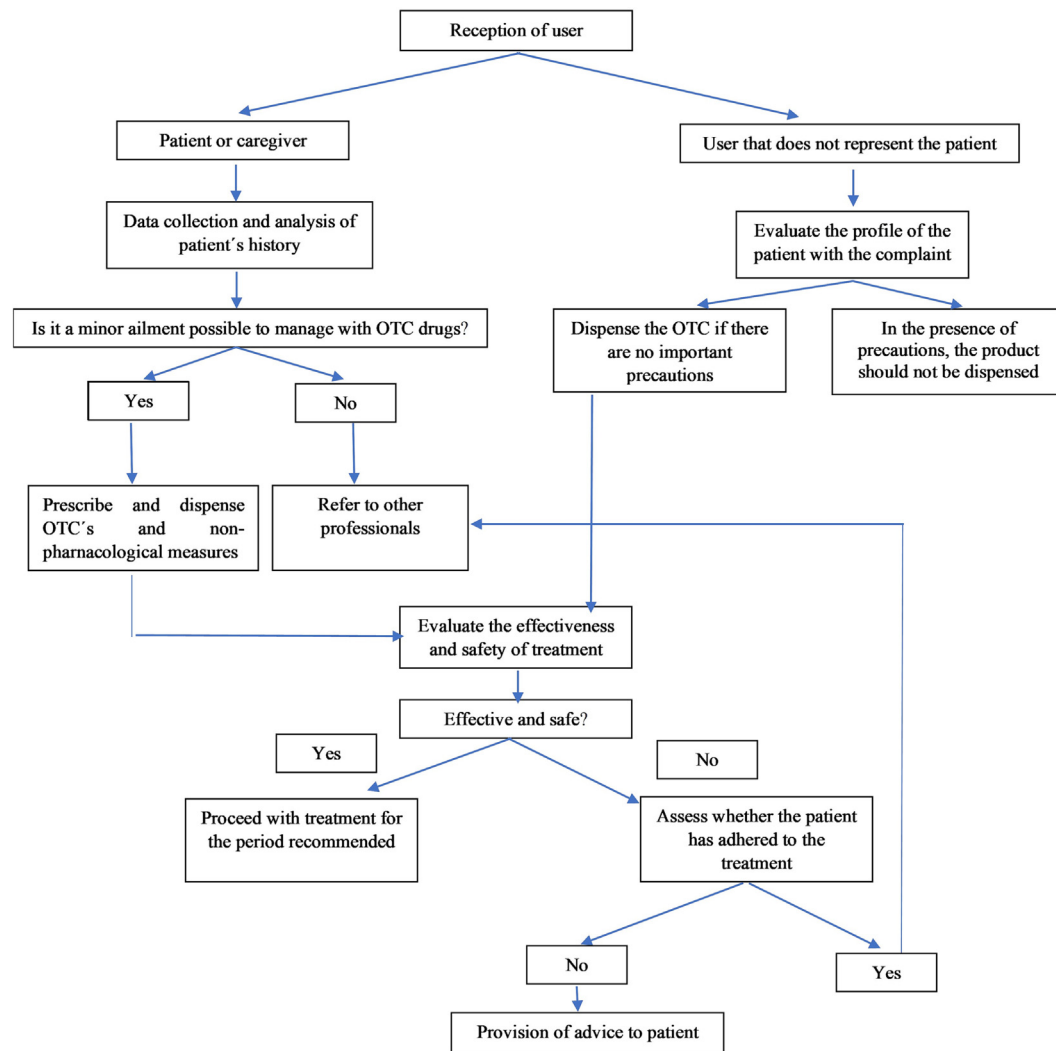 Reception of user
Patient or caregiver
User that does not represent the patient
Data collection and analysis of
patient´s history
Evaluate the profile of the
patient with the complaint
Is it a minor ailment possible to manage with OTC drugs?
Dispense the OTC if there
are no important
precautions
In the presence of
precautions, the product
should not be dispensed
Yes
No
Prescribe and dispense
OTC´s and non-
pharnacological measures
Refer to other
professionals
Evaluate the effectiveness
and safety of treatment
Effective and safe?
Yes
No
Proceed with treatment for
the period recommended
Assess whether the patient
has adhered to the
treatment
No
Yes
Provision of advice to patient